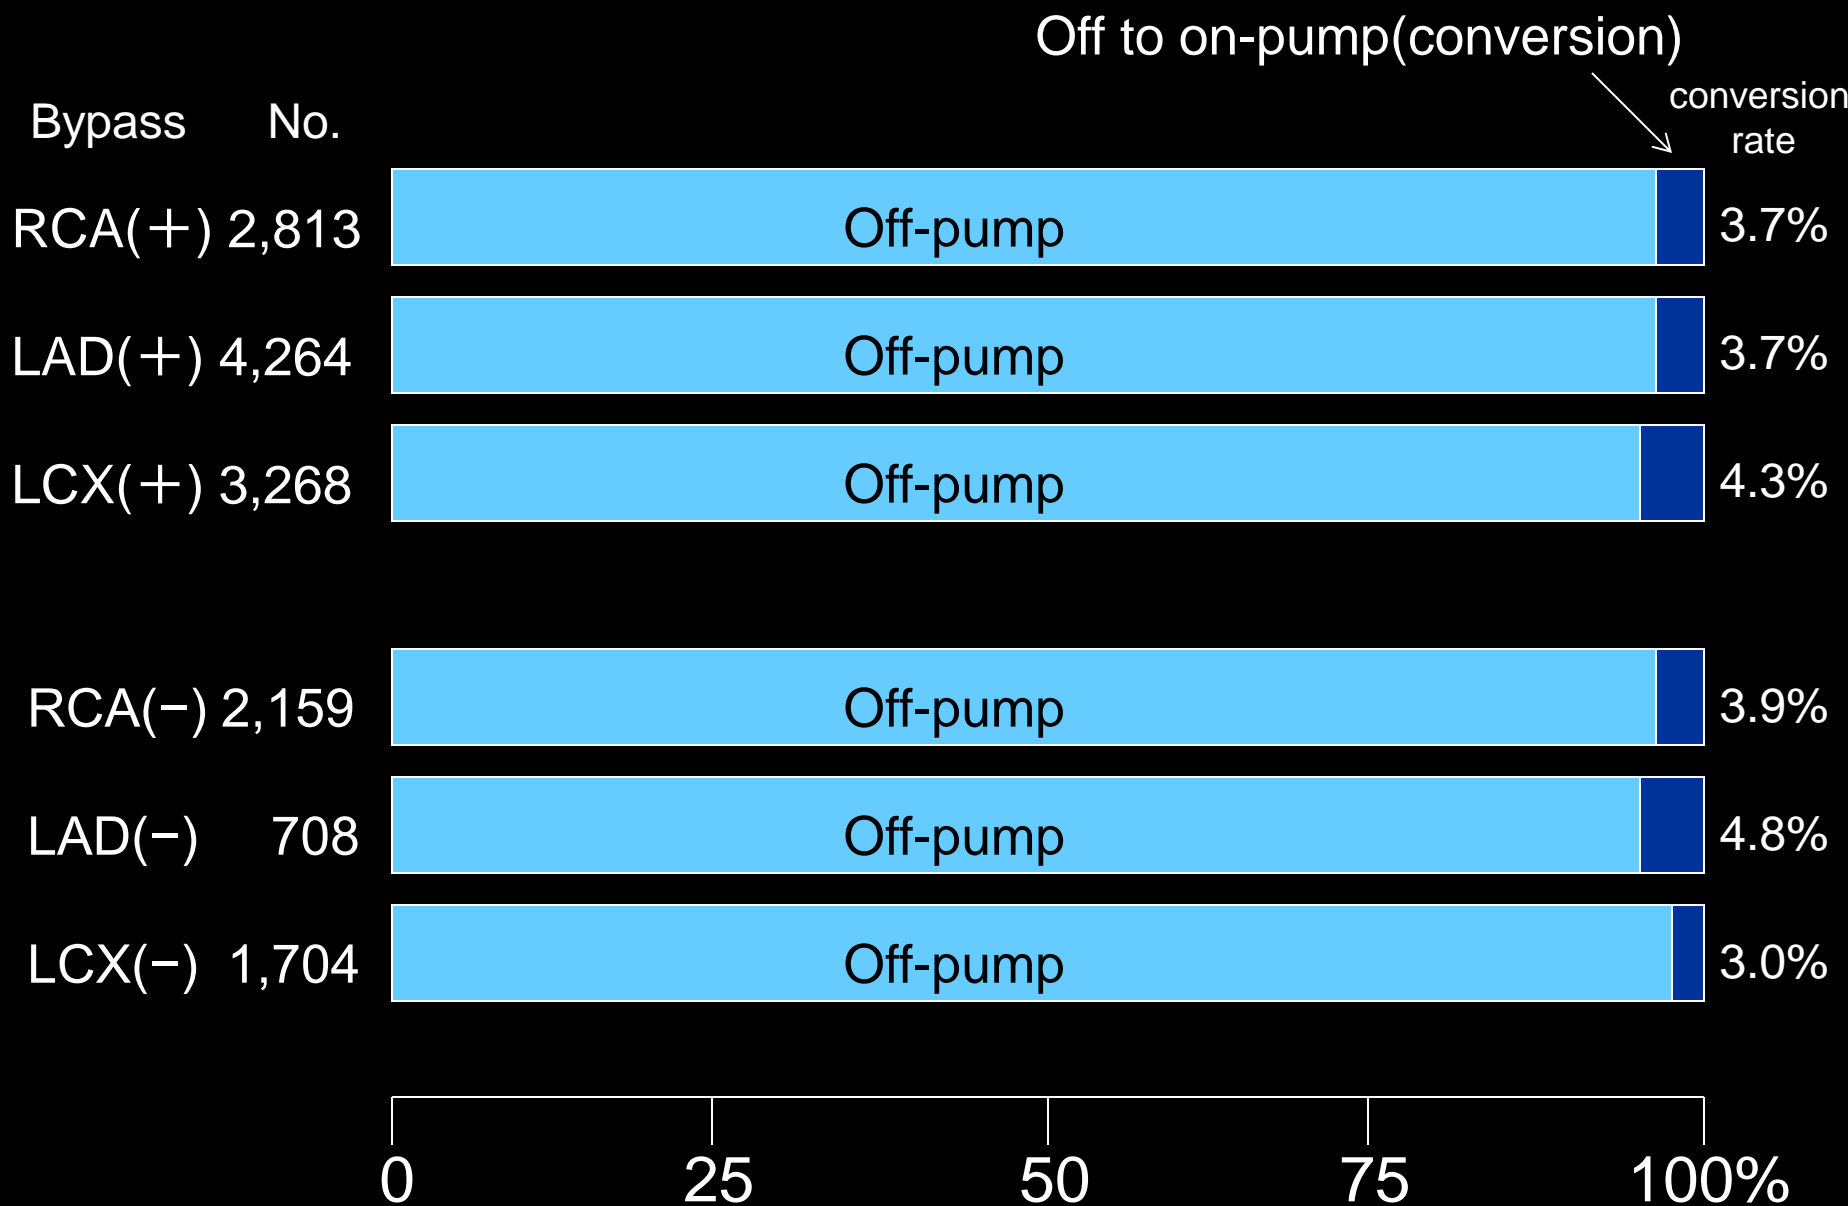 Off to on-pump(conversion)
conversion
rate
Bypass No.
RCA(＋) 2,813 Off-pump 3.7%
LAD(＋) 4,264 Off-pump 3.7%
LCX(＋) 3,268 Off-pump 4.3%
RCA(−) 2,159 Off-pump 3.9%
LAD(−) 708 Off-pump 4.8%
LCX(−) 1,704 Off-pump 3.0%
0 25 50 75 100%